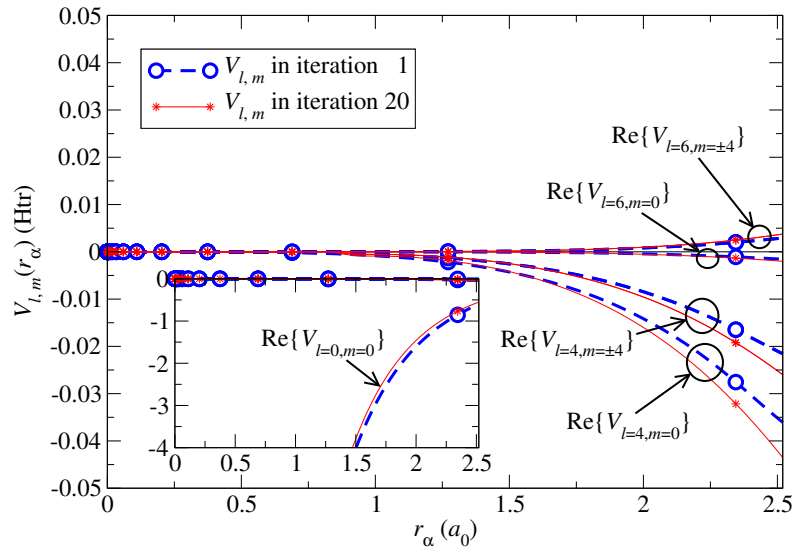 0.05
0.04
0.03
0.02
0.01
0
-0.01
-0.02
-0.03
-0.04
-0.05
V_{l,m}(r_α) (Htr)
V_{l, m} in iteration 1
V_{l, m} in iteration 20
Re{V_{l=6,m=±4}}
Re{V_{l=6,m=0}}
Re{V_{l=4,m=±4}}
Re{V_{l=4,m=0}}
0
-1
-2
-3
-4
Re{V_{l=0,m=0}}
0 0.5 1 1.5 2 2.5
0 0.5 1 1.5 2 2.5
r_α (a_0)